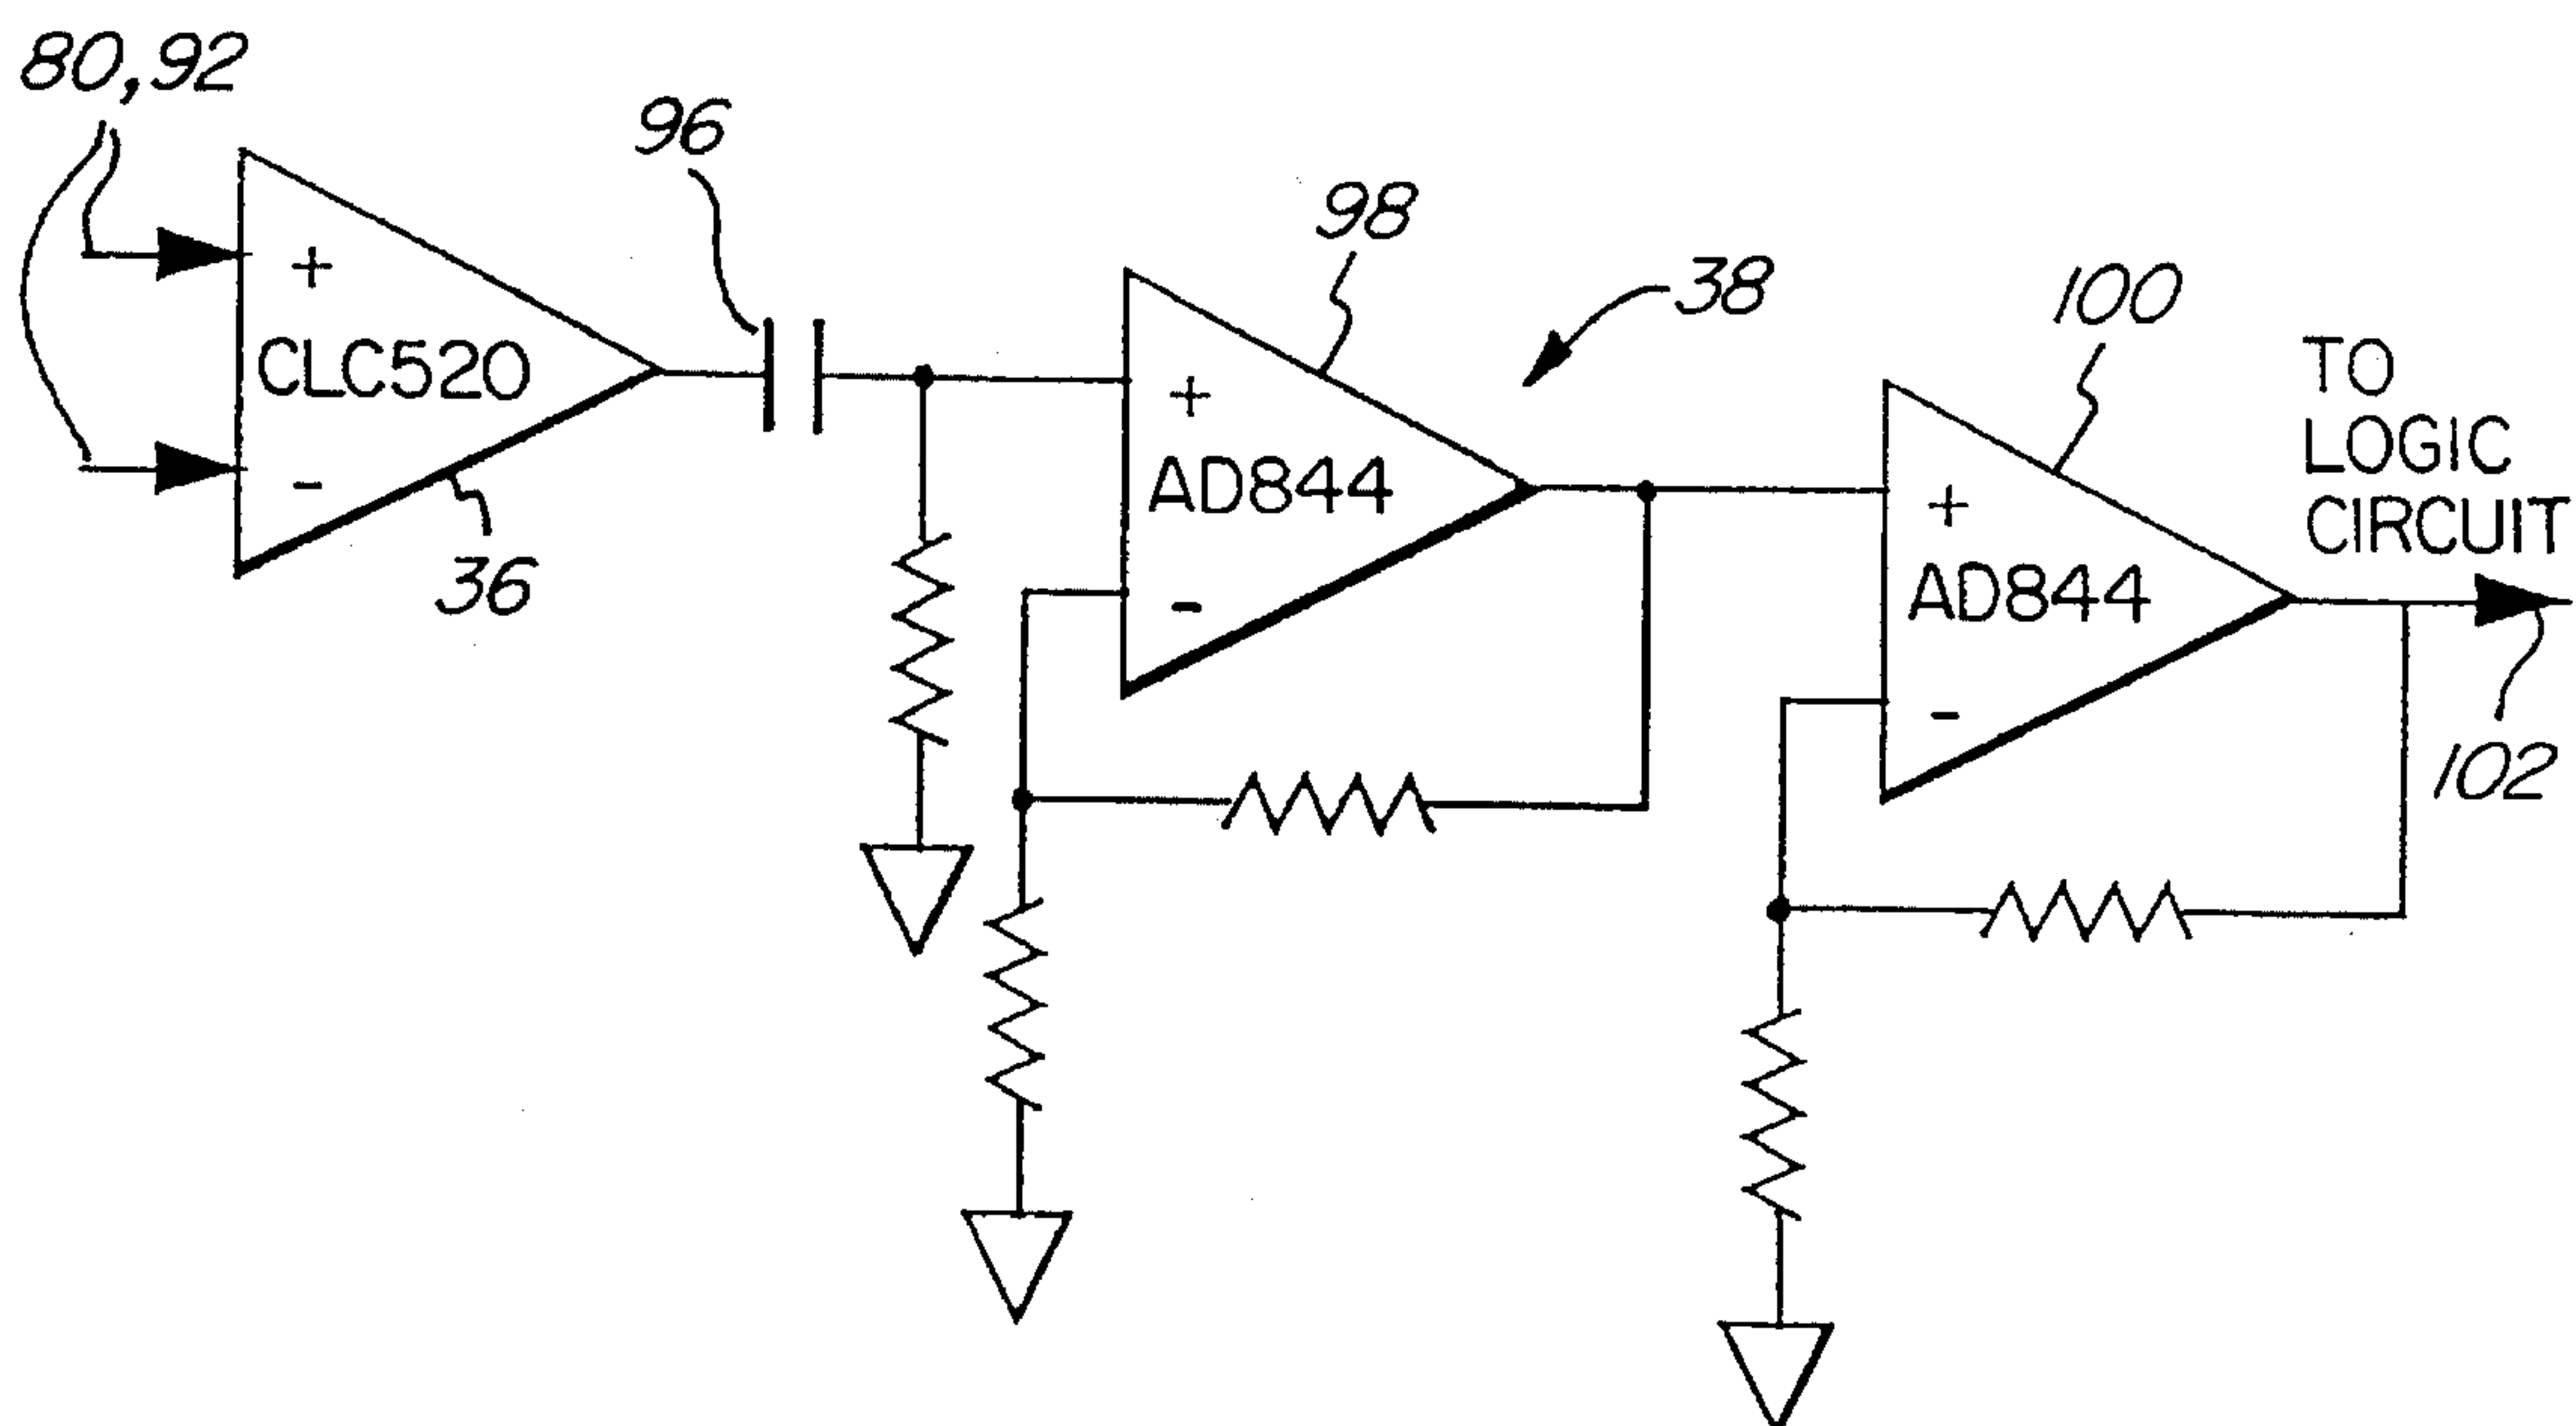 80,92
96
98
38
100
TO
LOGIC
CIRCUIT
+
CLC520
-
36
+
AD844
-
+
AD844
-
102